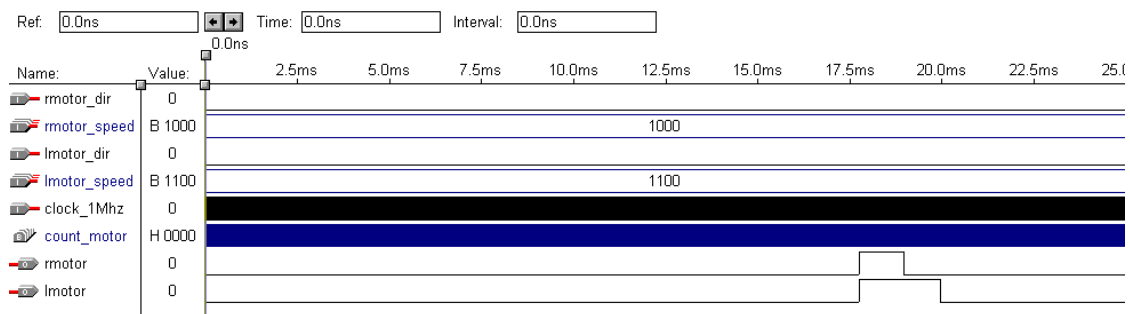 Ref: 0.0ns Time: 0.0ns Interval: 0.0ns
0.0ns
Name: Value: 2.5ms 5.0ms 7.5ms 10.0ms 12.5ms 15.0ms 17.5ms 20.0ms 22.5ms 25.0
rmotor_dir 0
rmotor_speed B 1000 1000
lmotor_dir 0
lmotor_speed B 1100 1100
clock_1Mhz 0
count_motor H 0000
rmotor 0
lmotor 0